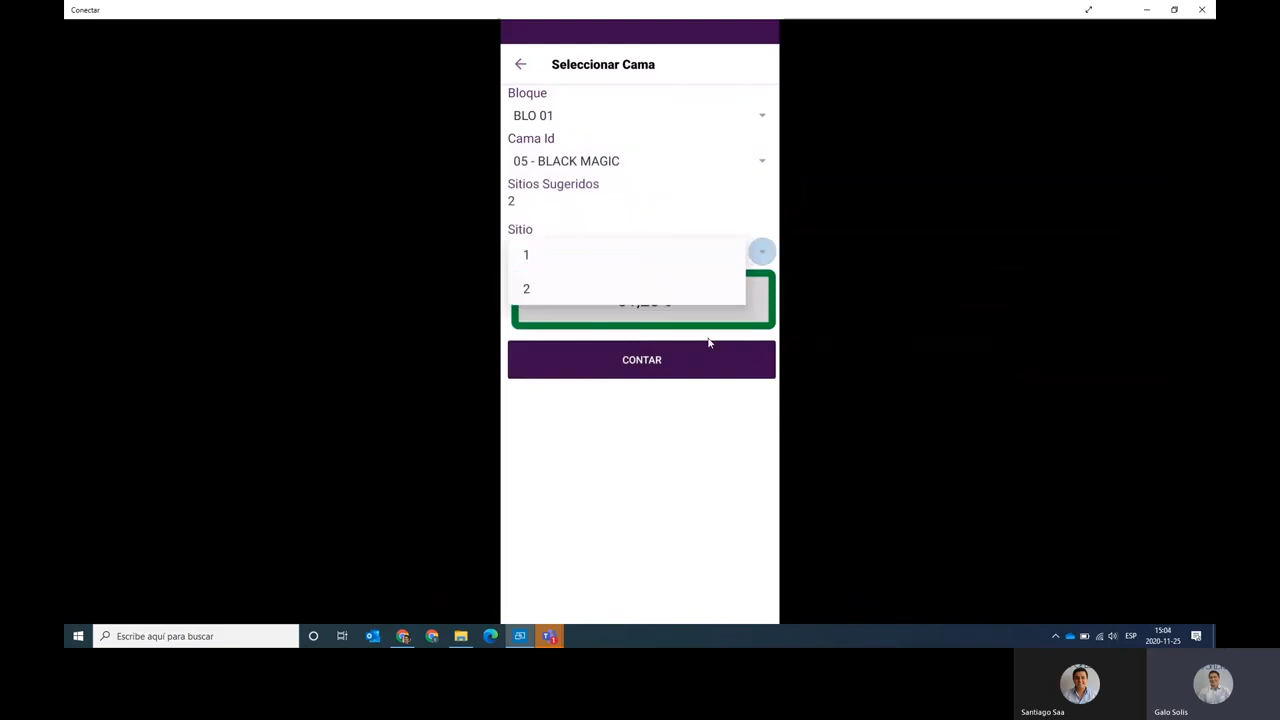 Conectar
Seleccionar Cama
Bloque
BLO 01
Cama Id
05 - BLACK MAGIC
Sitios Sugeridos
2
Sitio
1
2
CONTAR
Escribe aquí para buscar
ESP
15:04
2020-11-25
Santiago Saa
Galo Solis